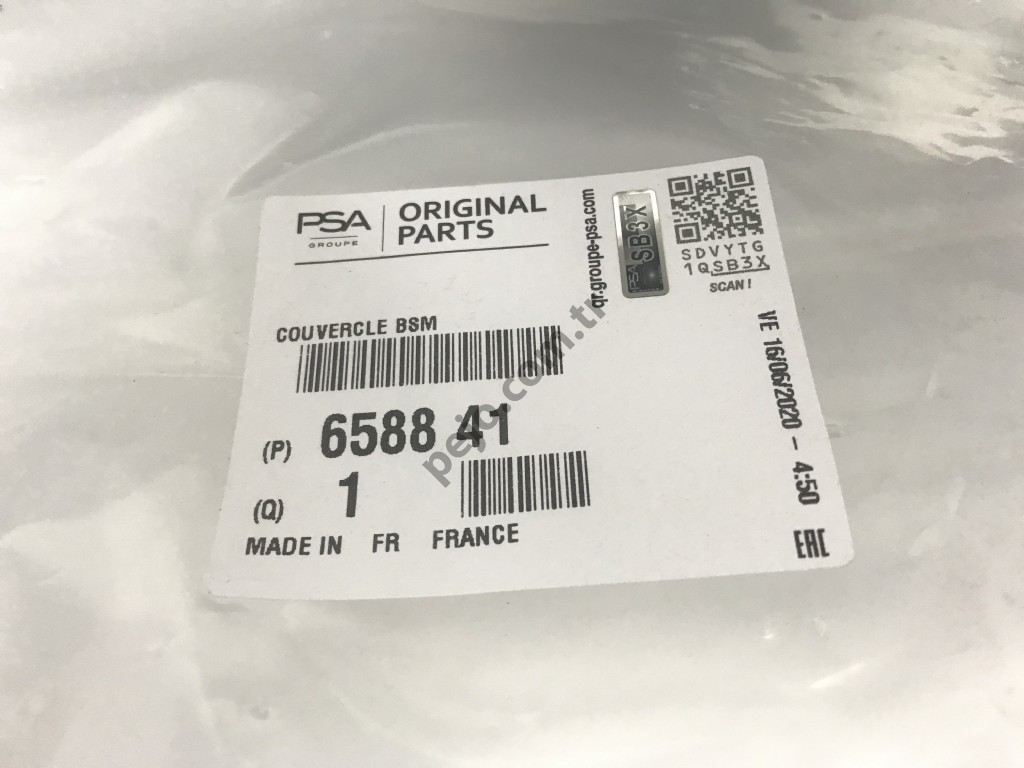 PSA
GROUPE
ORIGINAL
PARTS
qr.groupe-psa.com
PSA SB3X
SDVYTG
1QSB3X
SCAN!
COUVERCLE BSM
(P) 6588 41
(Q) 1
MADE IN FR FRANCE
VE 16/06/2020 - 4:50
EAC
pejo.com.tr